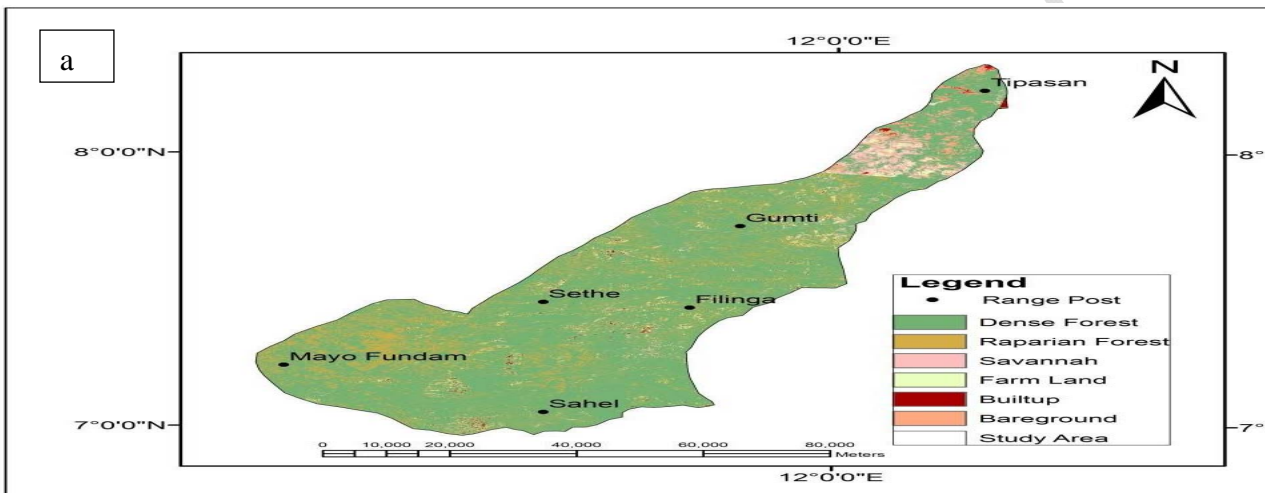 a
12°0'0"E
N
Tipasan
8°0'0"N
8°
Gumti
Sethe
Filinga
Mayo Fundam
Sahel
7°0'0"N
7°
0 10,000 20,000 40,000 60,000 80,000
Meters
12°0'0"E
Legend
Range Post
Dense Forest
Raparian Forest
Savannah
Farm Land
Builtup
Bareground
Study Area